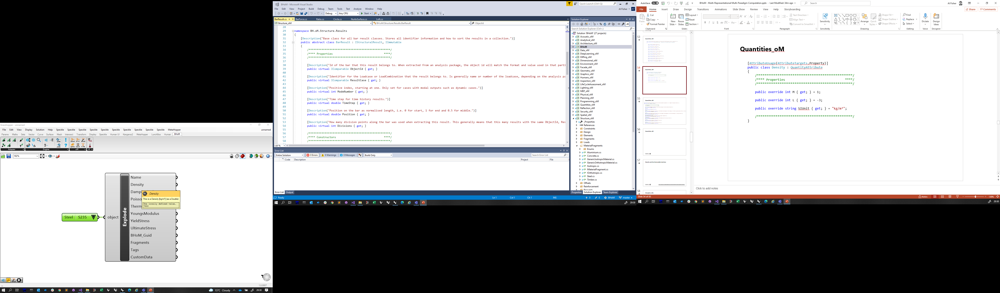 Grasshopper - unnamed
File Edit View Display Solution Help Speckle Speckle Speckle Speckle Speckle Speckle Speckle Speckle MetaHopper unnamed
Params Maths Sets Vector Curve Surface Mesh Intersect Transform Display Speckle Human UI Kangaroo2 MetaHopper LunchBox Human BHoM
Adapter Engine oM UI
192%
Name
Density
Damp
Density
This is a Density [kg/m³] (as a Double)
One locally defined value...
7850
Poisso
Therm
YoungsModulus
YieldStress
UltimateStress
BHoM_Guid
Fragments
Tags
CustomData
Steel S235
object
Explode
1.0.0007
15°C Cloudy 20:30
BHoM - Microsoft Visual Studio
Quick Launch (Ctrl+Q)
File Edit View Project Build Debug Team Tools Test Analyze Window Help
Al Fisher AF
Debug Any CPU Start
BarResult.cs BarForce.cs Ratio.cs Circle.cs NurbsSurface.cs Loft.cs
Structure_oM BH.oM.Structure.Results.BarResult ObjectId
28
29 namespace BH.oM.Structure.Results
30 {
31 [Description("Base class for all bar result classes. Stores all identifier information and how to sort the results in a collection.")]
32 public abstract class BarResult : IStructuralResult, IImmutable
33 {
34 /***************************************************/
35 /**** Properties ****/
36 /***************************************************/
37
38 [Description("Id of the bar that this result belongs to. When extracted from an analysis package, the object id will match the format and value used in that parti
39 public virtual IComparable ObjectId { get; }
40
41 [Description("Identifier for the Loadcase or LoadCombination that the result belongs to. Is generally name or number of the loadcase, depending on the analysis pa
42 public virtual IComparable ResultCase { get; }
43
44 [Description("Positive index, starting at one. Only set for cases with modal outputs such as dynamic cases.")]
45 public virtual int ModeNumber { get; }
46
47 [Description("Time step for time history results.")]
48 public virtual double TimeStep { get; }
49
50 [Description("Position on the bar as normalised length, i.e. 0 for start, 1 for end and 0.5 for middle.")]
51 public virtual double Position { get; }
52
53 [Description("How many division points along the bar was used when extracting this result. This generally means that this many results with the same ObjectId, Res
54 public virtual int Divisions { get; }
55
56 /***************************************************/
57 /**** Constructors ****/
58 /***************************************************/
118 %
Error List
Entire Solution 0 Errors 0 Warnings 0 Messages Build Only Search Error List
Code Description Project File
Error List Output
Ready Ln 1 Col 1 Ch 1 INS 0 0 BHoM master
20:30
Solution Explorer
Search Solution Explorer (Ctrl+;)
Solution 'BHoM' (27 projects)
Acoustic_oM
Analytical_oM
Architecture_oM
BHoM
Data_oM
DeepLearning_oM
Diffing_oM
Dimensional_oM
Environment_oM
Facade_oM
Geometry_oM
Graphics_oM
Humans_oM
Inspection_oM
LifeCycleAssessment_oM
Lighting_oM
MEP_oM
Physical_oM
Planning_oM
Programming_oM
Quantities_oM
Reflection_oM
Security_oM
Spatial_oM
Structure_oM
_Properties
References
Constraints
Design
Elements
Fragments
Loads
MaterialFragments
Enums
Aluminium.cs
Concrete.cs
GenericIsotropicMaterial.cs
GenericOrthotropicMaterial.cs
IIsotropic.cs
IMaterialFragment.cs
IOrthotropic.cs
Steel.cs
Timber.cs
Offsets
Reinforcement
Requests
Properties Solution Explorer Team Explorer
AutoSave On BHoM - Multi-Representational Multi-Paradigm Computation.pptx - Last Modified: 34m ago Search Al Fisher
File Home Insert Draw Design Transitions Animations Slide Show Review View Help Storyboarding Share Comments
Paste Cut Copy Format Painter
New Slide Reuse Slides Layout Reset Section
Text Direction Align Text Convert to SmartArt
Arrange Quick Styles Shape Fill Shape Outline Shape Effects
Find Replace Select
Sensitivity Dictate Design Ideas
Clipboard Slides Font Paragraph Drawing Editing Sensitivity Voice Designer
53
Quantities_oM
54
Quantities_oM
55
56
Quantities_oM
57
Results and the Immutable interface
58
Quantities_oM
[AttributeUsage(AttributeTargets.Property)]
public class Density : QuantityAttribute
{
/***************************************************/
/**** Properties ****/
/***************************************************/
public override int M { get; } = 1;
public override int L { get; } = -3;
public override string SIUnit { get; } = "kg/m³";
/***************************************************/
}
Click to add notes
Slide 54 of 83 Notes 130%
20:30